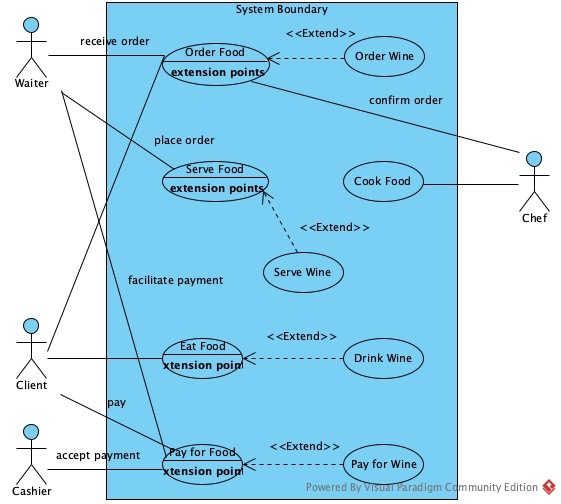 System Boundary
receive order
Order Food
extension points
<<Extend>>
Order Wine
Waiter
confirm order
place order
Serve Food
extension points
Cook Food
Chef
<<Extend>>
Serve Wine
facilitate payment
Eat Food
xtension poin
<<Extend>>
Drink Wine
Client
pay
accept payment
Pay for Food
xtension poin
<<Extend>>
Pay for Wine
Cashier
Powered By Visual Paradigm Community Edition